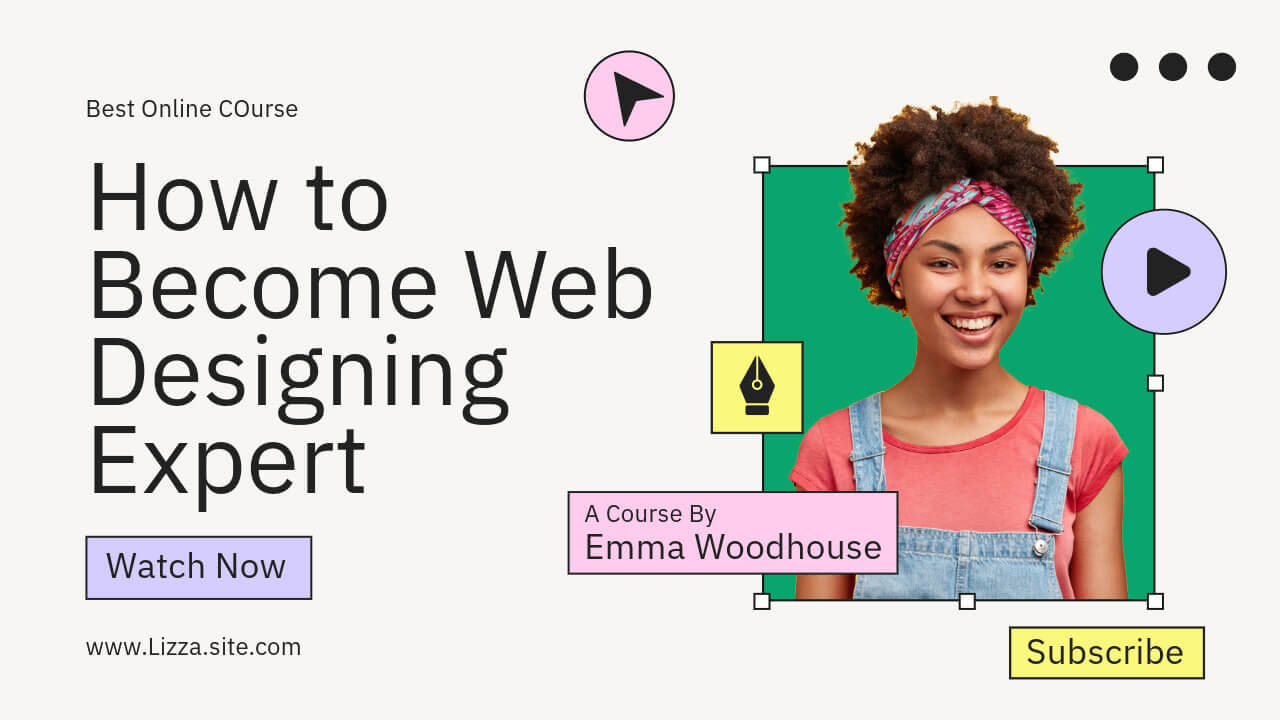 Best Online COurse
How to
Become Web
Designing
Expert
Watch Now
www.Lizza.site.com
A Course By
Emma Woodhouse
Subscribe